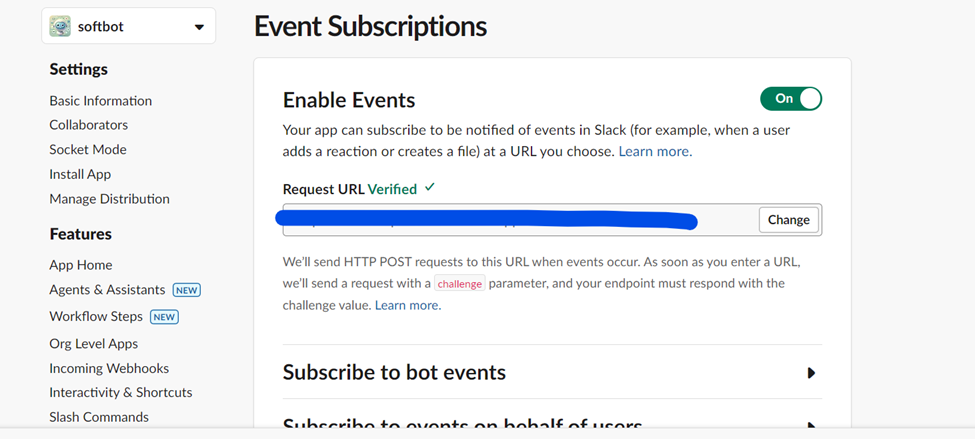 softbot
Settings
Basic Information
Collaborators
Socket Mode
Install App
Manage Distribution
Features
App Home
Agents & Assistants NEW
Workflow Steps NEW
Org Level Apps
Incoming Webhooks
Interactivity & Shortcuts
Slash Commands
Event Subscriptions
Enable Events
On
Your app can subscribe to be notified of events in Slack (for example, when a user
adds a reaction or creates a file) at a URL you choose. Learn more.
Request URL Verified
Change
We'll send HTTP POST requests to this URL when events occur. As soon as you enter a URL,
we'll send a request with a challenge parameter, and your endpoint must respond with the
challenge value. Learn more.
Subscribe to bot events
Subscribe to events on behalf of users